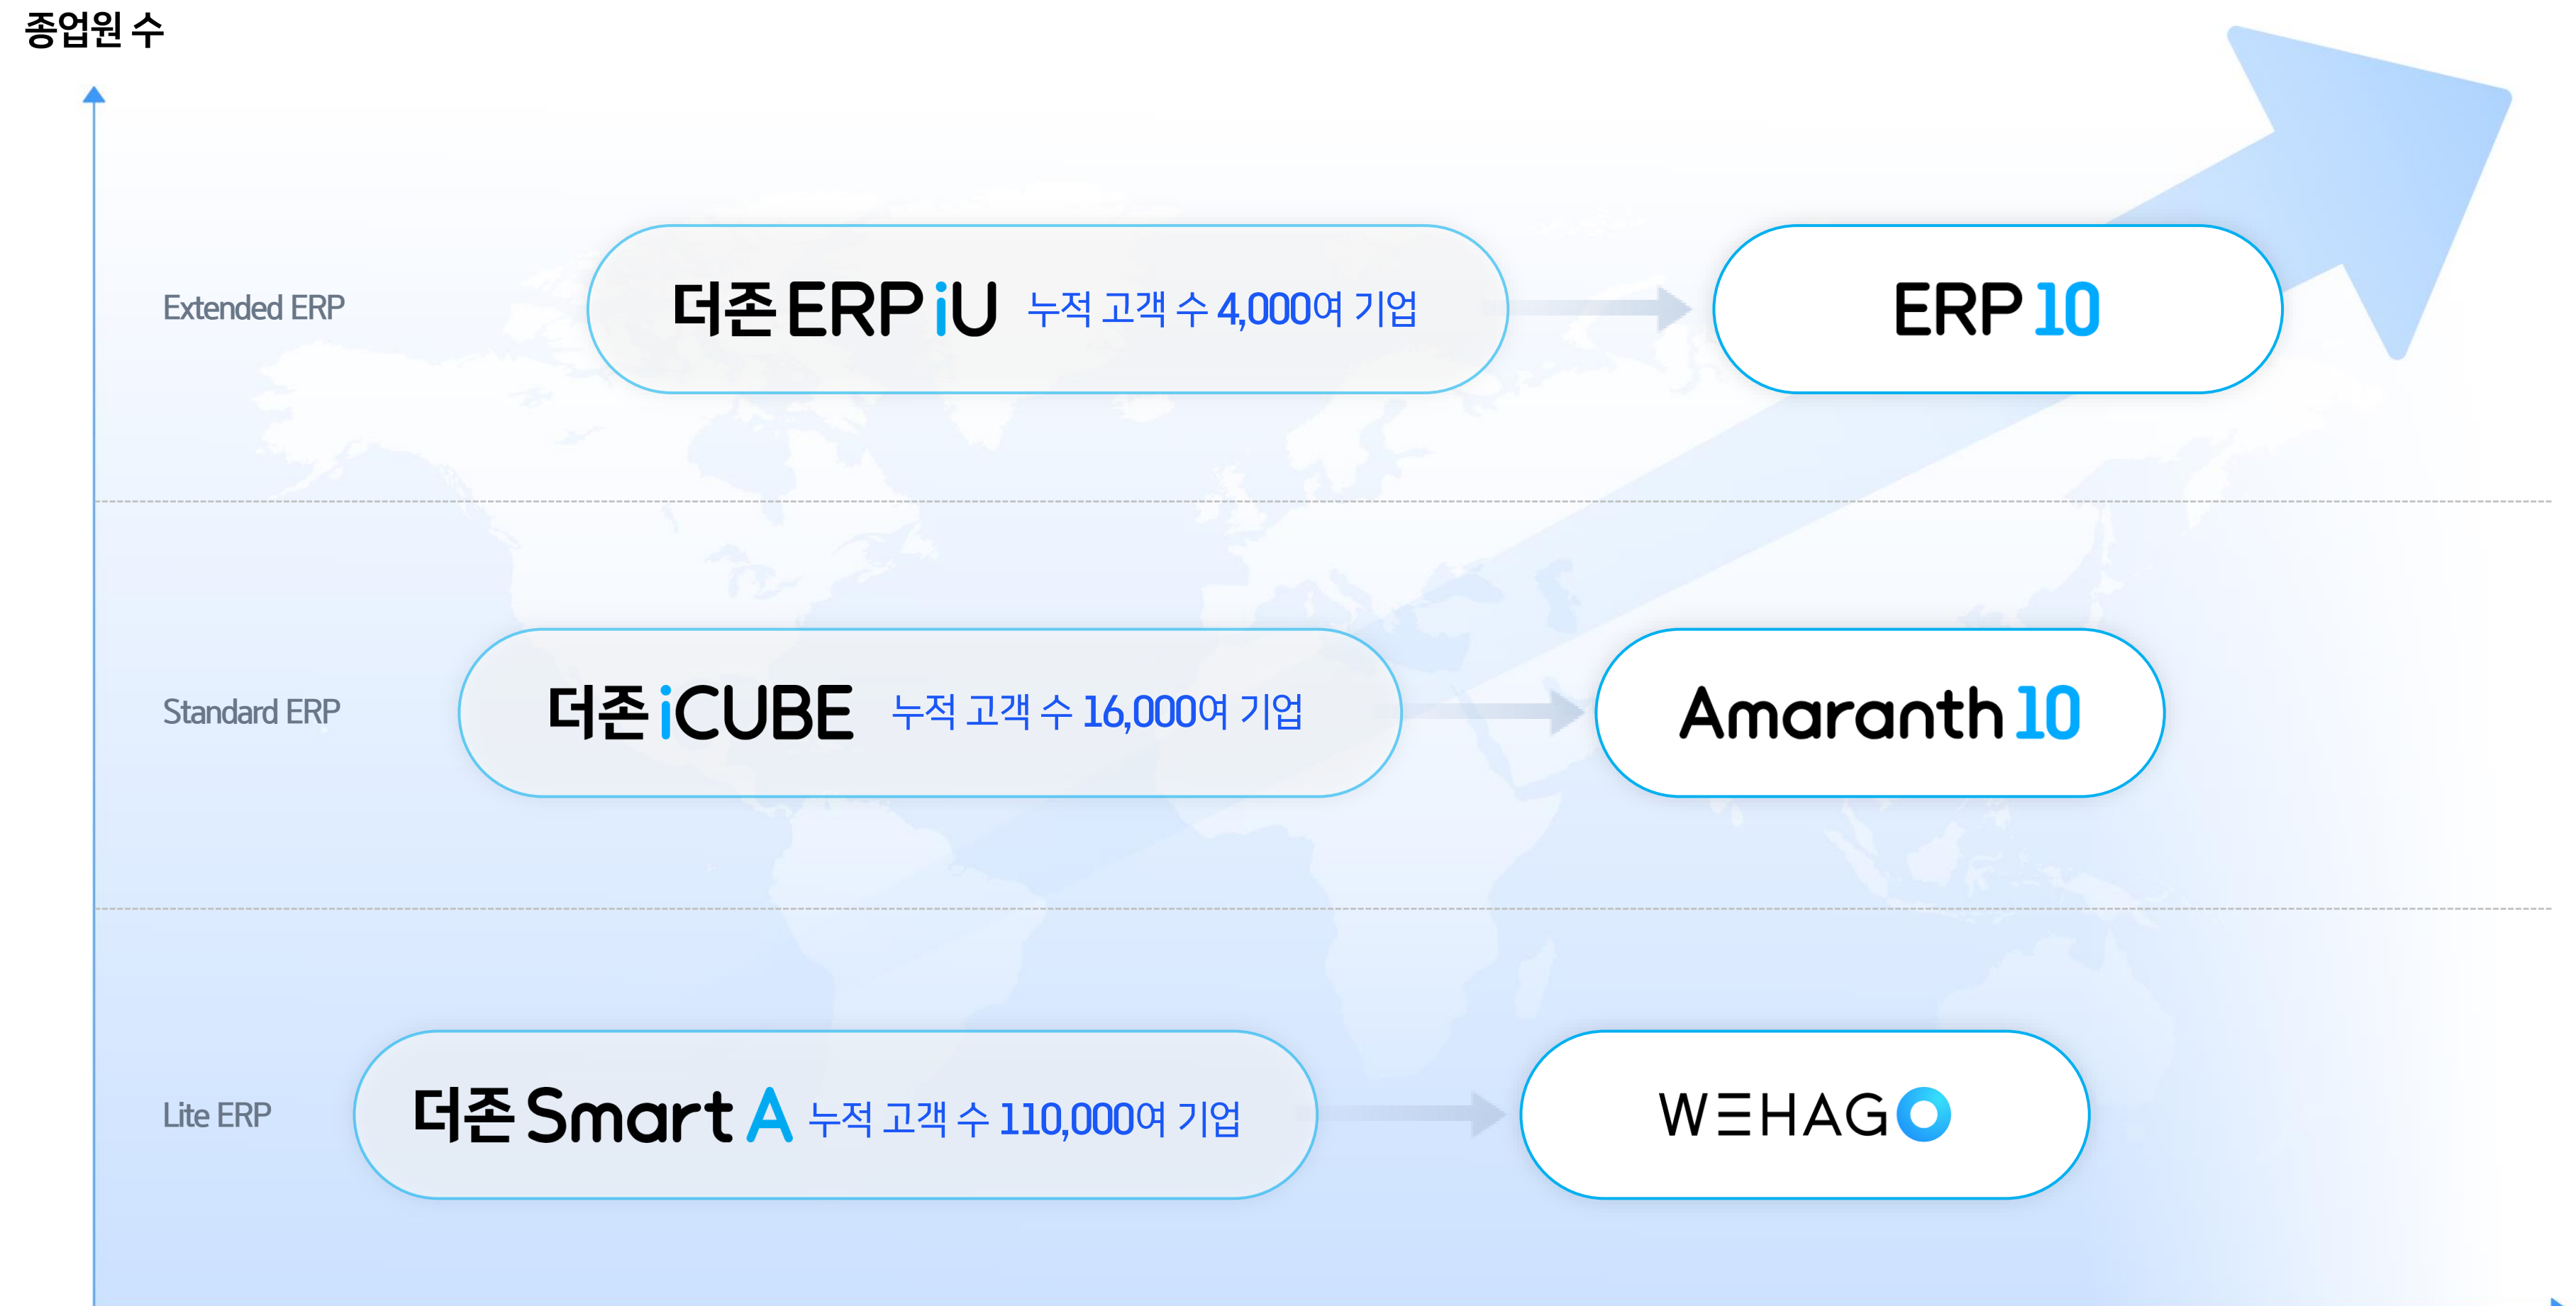 종업원 수
Extended ERP
더존 ERP iU 누적 고객 수 4,000여 기업
ERP 10
Standard ERP
더존 iCUBE 누적 고객 수 16,000여 기업
Amaranth 10
Lite ERP
더존 Smart A 누적 고객 수 110,000여 기업
WEHAGO